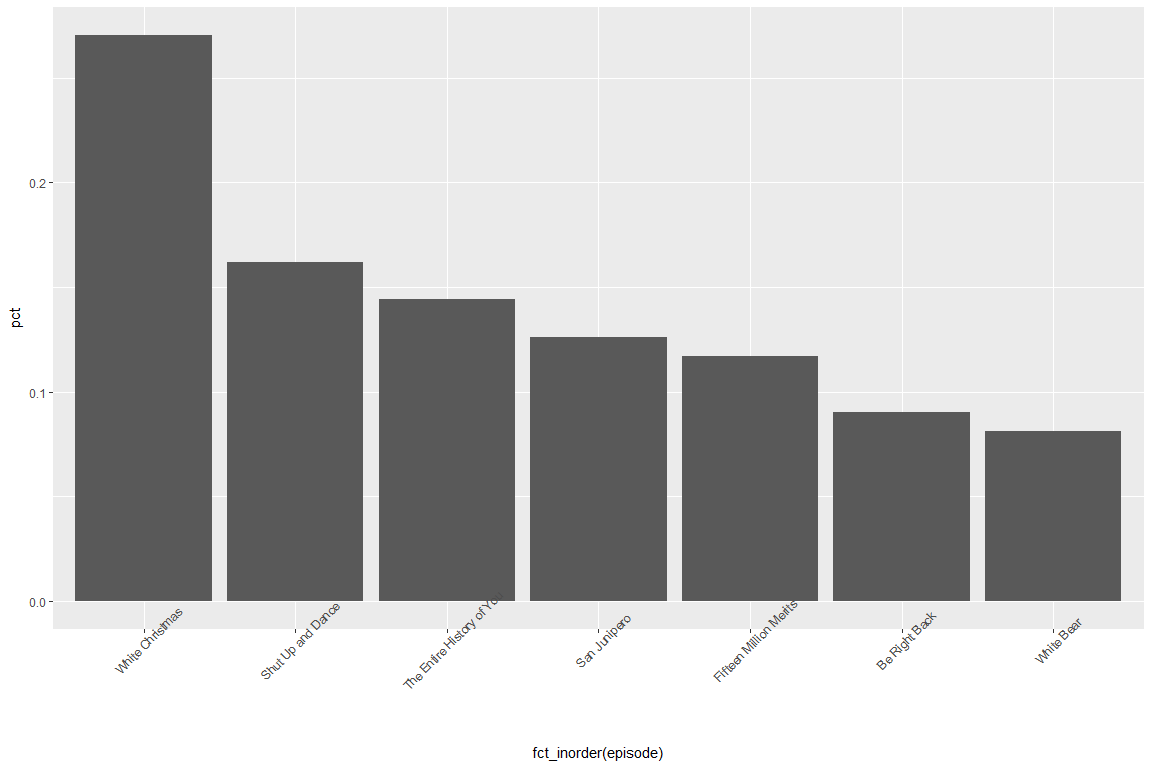 pct
0.2
0.1
0.0
White Christmas
Shut Up and Dance
The Entire History of You
San Junipero
Fifteen Million Merits
Be Right Back
White Bear
fct_inorder(episode)